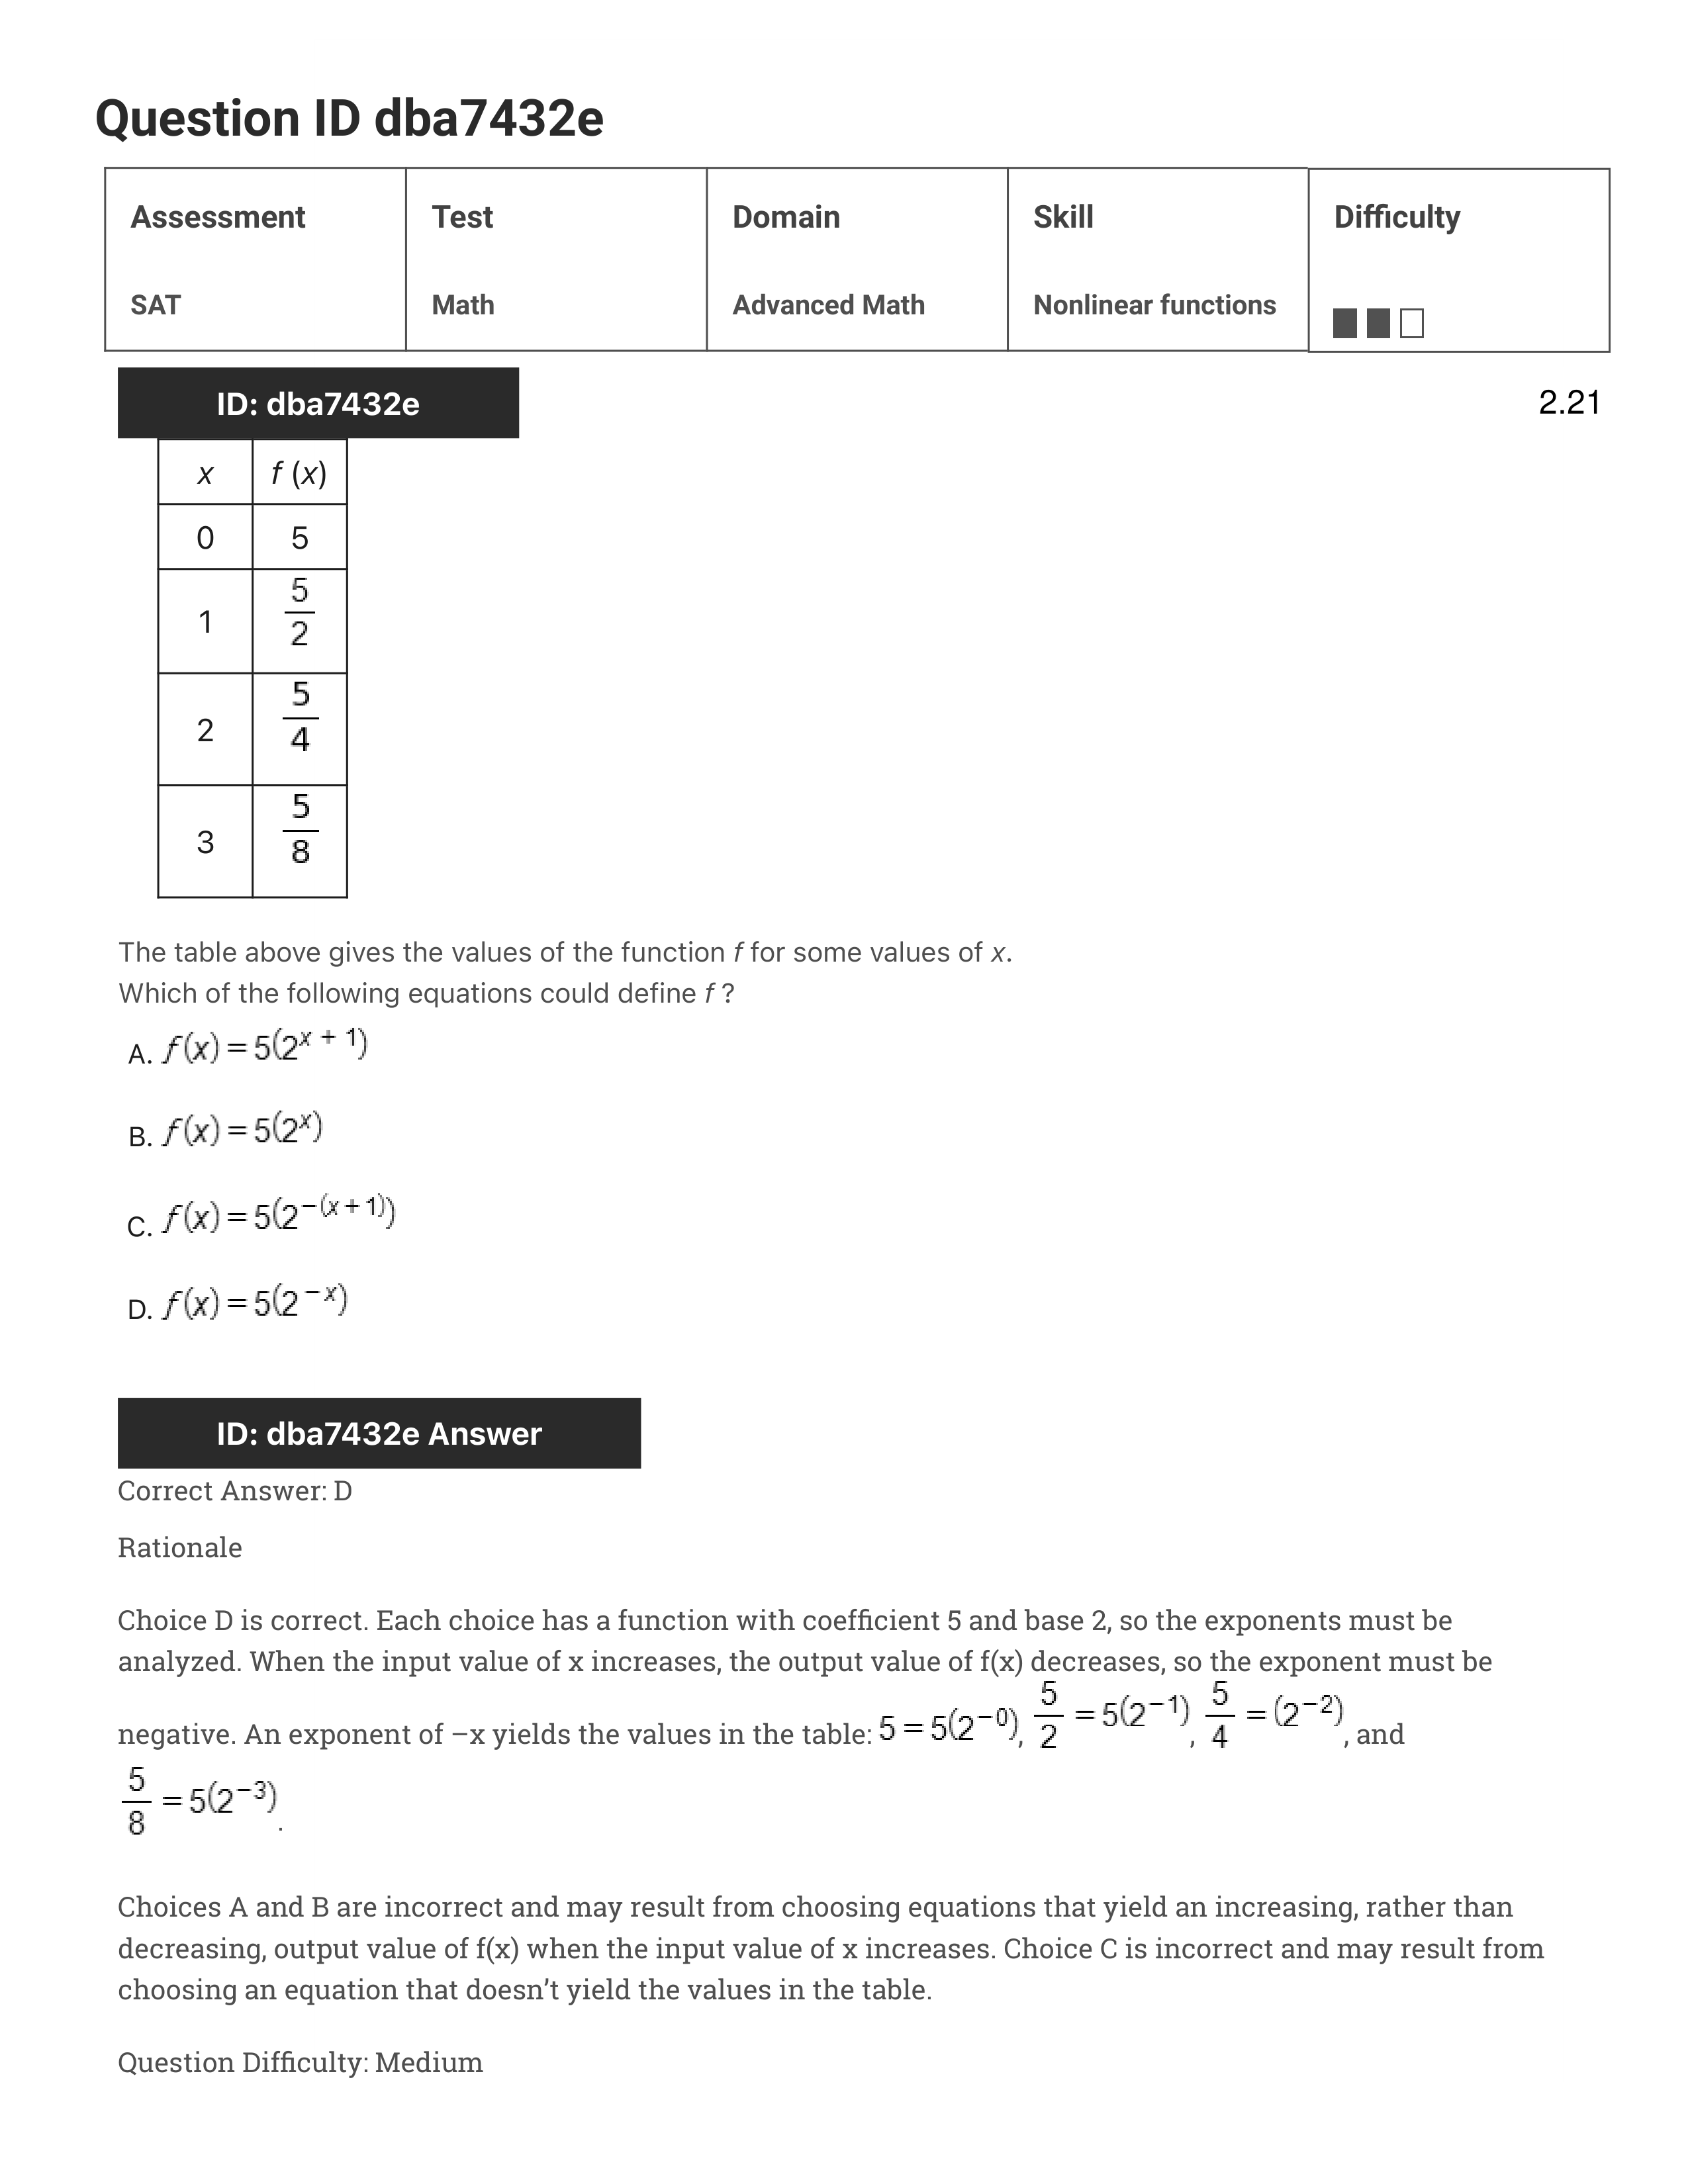 Question ID dba7432e
Assessment Test Domain Skill Difficulty
SAT Math Advanced Math Nonlinear functions
ID: dba7432e 2.21
x f (x)
0 5
1 5/2
2 5/4
3 5/8
The table above gives the values of the function f for some values of x.
Which of the following equations could define f ?
A. f(x) = 5(2^(x + 1))
B. f(x) = 5(2^x)
C. f(x) = 5(2^(−(x+1)))
D. f(x) = 5(2^(−x))
ID: dba7432e Answer
Correct Answer: D
Rationale
Choice D is correct. Each choice has a function with coefficient 5 and base 2, so the exponents must be
analyzed. When the input value of x increases, the output value of f(x) decreases, so the exponent must be
negative. An exponent of –x yields the values in the table: 5 = 5(2^(−0)), 5/2 = 5(2^(−1)), 5/4 = (2^(−2)), and
5/8 = 5(2^(−3)).
Choices A and B are incorrect and may result from choosing equations that yield an increasing, rather than
decreasing, output value of f(x) when the input value of x increases. Choice C is incorrect and may result from
choosing an equation that doesn’t yield the values in the table.
Question Difficulty: Medium